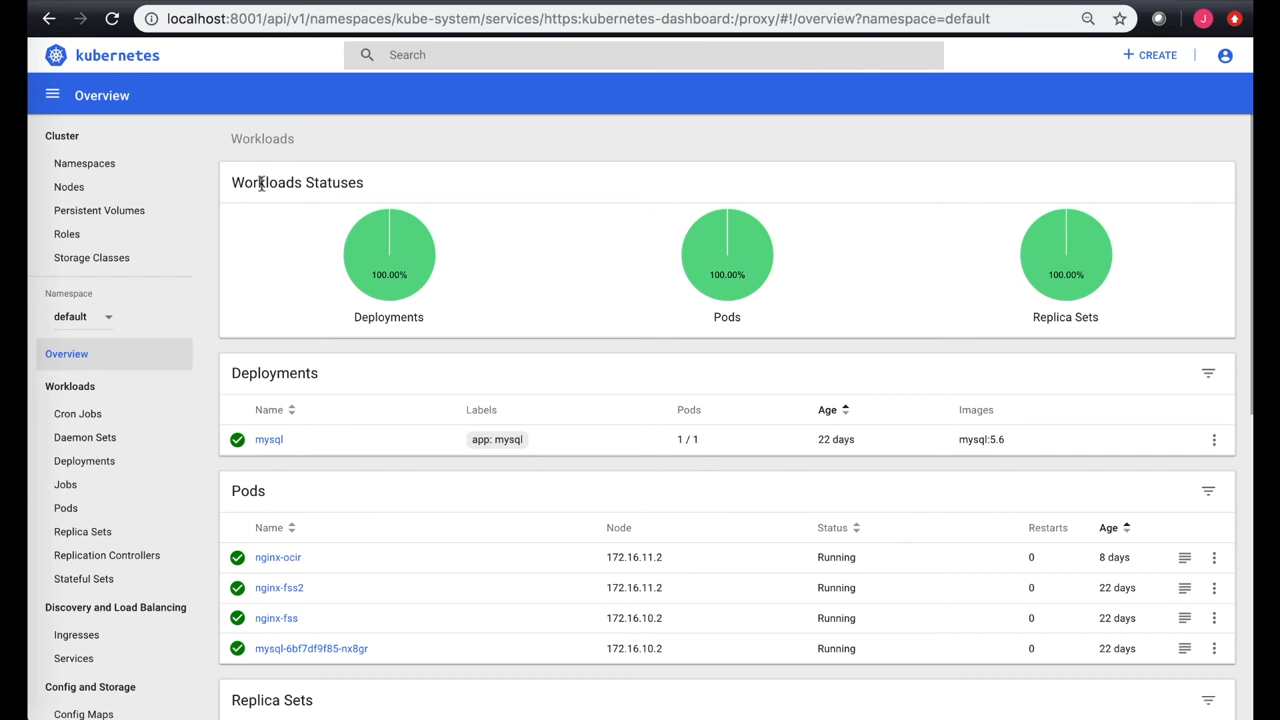 localhost:8001/api/v1/namespaces/kube-system/services/https:kubernetes-dashboard:/proxy/#!/overview?namespace=default
J
kubernetes
Search
+ CREATE
Overview
Cluster
Namespaces
Nodes
Persistent Volumes
Roles
Storage Classes
Namespace
default
Overview
Workloads
Cron Jobs
Daemon Sets
Deployments
Jobs
Pods
Replica Sets
Replication Controllers
Stateful Sets
Discovery and Load Balancing
Ingresses
Services
Config and Storage
Config Maps
Workloads
Workloads Statuses
100.00% 100.00% 100.00%
Deployments Pods Replica Sets
Deployments
Name Labels Pods Age Images
mysql app: mysql 1 / 1 22 days mysql:5.6
Pods
Name Node Status Restarts Age
nginx-ocir 172.16.11.2 Running 0 8 days
nginx-fss2 172.16.11.2 Running 0 22 days
nginx-fss 172.16.10.2 Running 0 22 days
mysql-6bf7df9f85-nx8gr 172.16.10.2 Running 0 22 days
Replica Sets